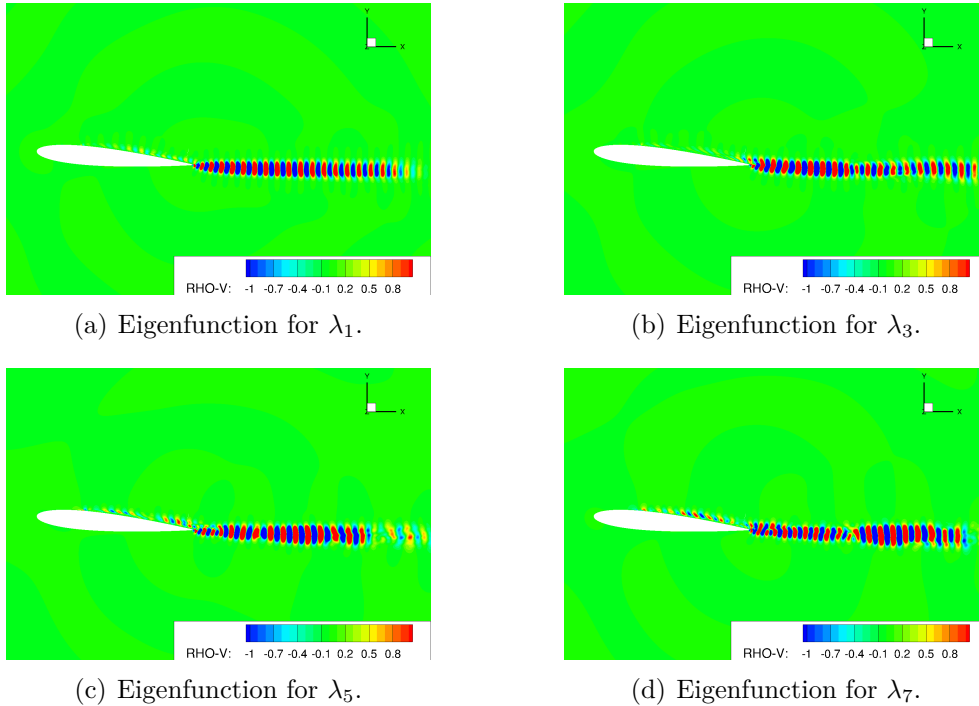 Y
X
Z
RHO-V: -1 -0.7 -0.4 -0.1 0.2 0.5 0.8
(a) Eigenfunction for λ₁.
Y
X
Z
RHO-V: -1 -0.7 -0.4 -0.1 0.2 0.5 0.8
(b) Eigenfunction for λ₃.
Y
X
Z
RHO-V: -1 -0.7 -0.4 -0.1 0.2 0.5 0.8
(c) Eigenfunction for λ₅.
Y
X
Z
RHO-V: -1 -0.7 -0.4 -0.1 0.2 0.5 0.8
(d) Eigenfunction for λ₇.